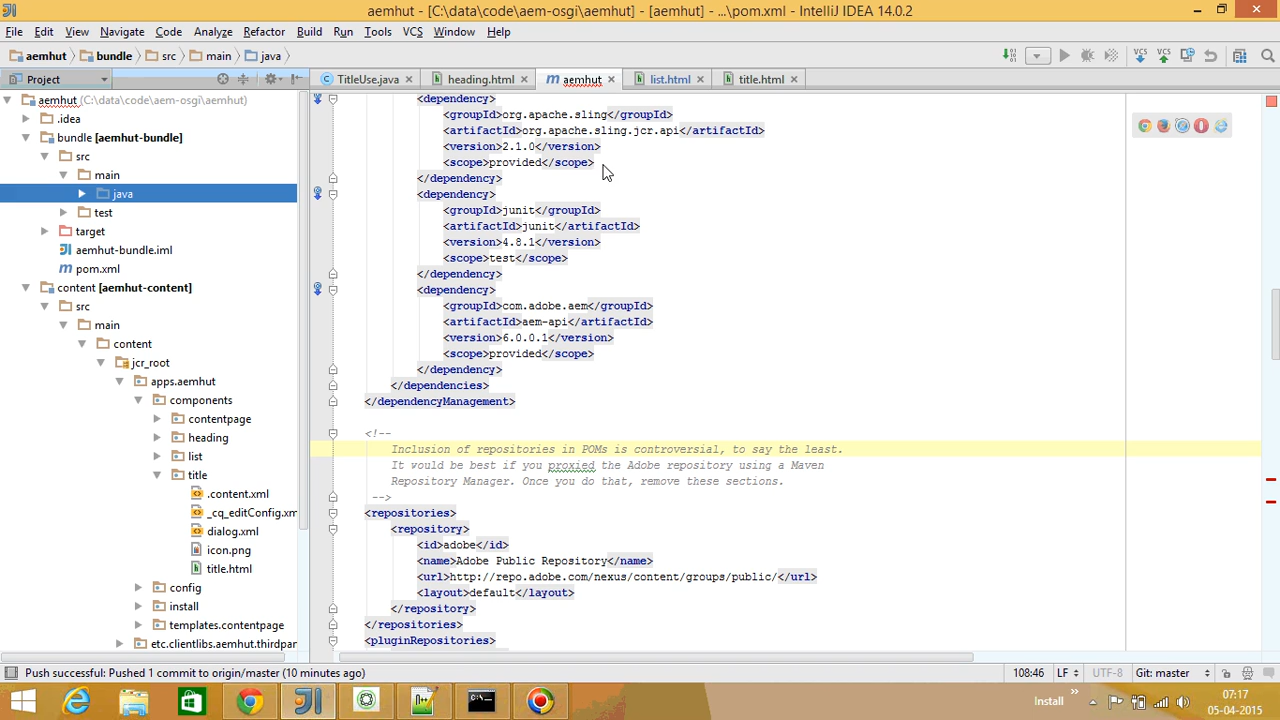 aemhut - [C:\data\code\aem-osgi\aemhut] - [aemhut] - ...\pom.xml - IntelliJ IDEA 14.0.2
File Edit View Navigate Code Analyze Refactor Build Run Tools VCS Window Help
aemhut bundle src main java
Project
TitleUse.java heading.html aemhut list.html title.html
aemhut (C:\data\code\aem-osgi\aemhut)
.idea
bundle [aemhut-bundle]
src
main
java
test
target
aemhut-bundle.iml
pom.xml
content [aemhut-content]
src
main
content
jcr_root
apps.aemhut
components
contentpage
heading
list
title
.content.xml
_cq_editConfig.xm
dialog.xml
icon.png
title.html
config
install
templates.contentpage
etc.clientlibs.aemhut.thirdpar
<dependency>
<groupId>org.apache.sling</groupId>
<artifactId>org.apache.sling.jcr.api</artifactId>
<version>2.1.0</version>
<scope>provided</scope>
</dependency>
<dependency>
<groupId>junit</groupId>
<artifactId>junit</artifactId>
<version>4.8.1</version>
<scope>test</scope>
</dependency>
<dependency>
<groupId>com.adobe.aem</groupId>
<artifactId>aem-api</artifactId>
<version>6.0.0.1</version>
<scope>provided</scope>
</dependency>
</dependencies>
</dependencyManagement>
<!--
Inclusion of repositories in POMs is controversial, to say the least.
It would be best if you proxied the Adobe repository using a Maven
Repository Manager. Once you do that, remove these sections.
-->
<repositories>
<repository>
<id>adobe</id>
<name>Adobe Public Repository</name>
<url>http://repo.adobe.com/nexus/content/groups/public/</url>
<layout>default</layout>
</repository>
</repositories>
<pluginRepositories>
Push successful: Pushed 1 commit to origin/master (10 minutes ago) 108:46 LF UTF-8 Git: master
Install
07:17
05-04-2015